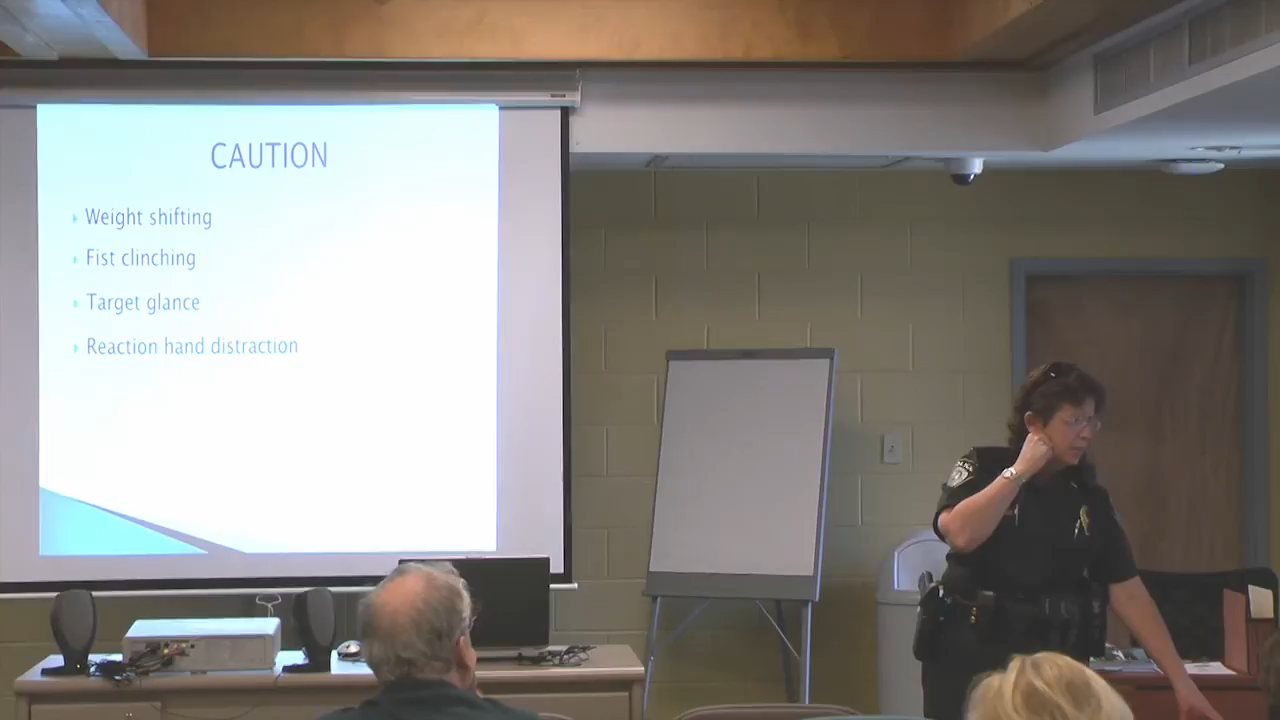 CAUTION
Weight shifting
Fist clinching
Target glance
Reaction hand distraction